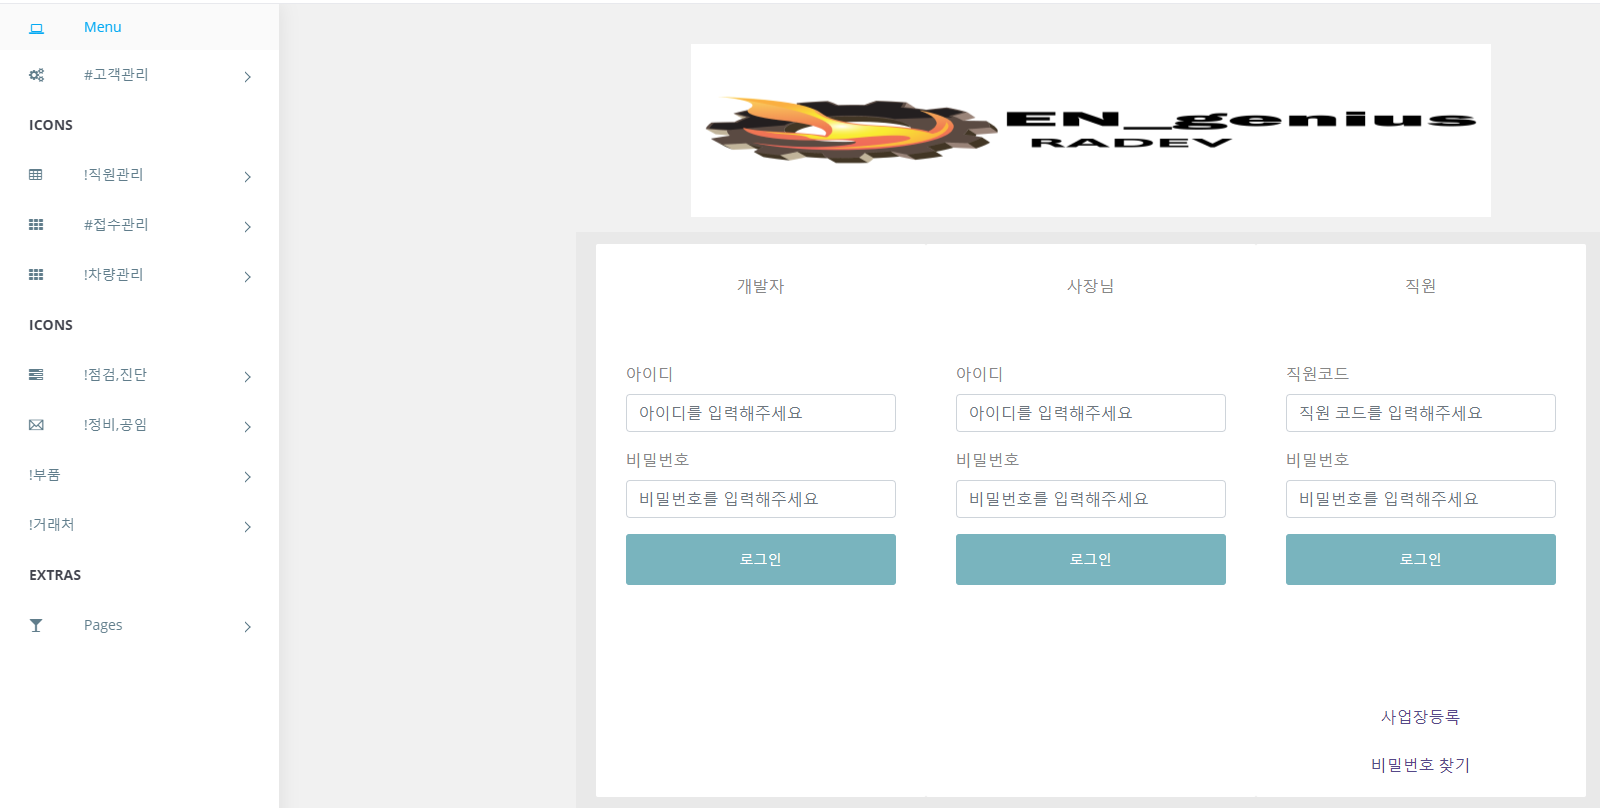 Menu
#고객관리
ICONS
!직원관리
#접수관리
!차량관리
ICONS
!점검,진단
!정비,공임
!부품
!거래처
EXTRAS
Pages
EN_genius
RADEV
개발자
아이디
아이디를 입력해주세요
비밀번호
비밀번호를 입력해주세요
로그인
사장님
아이디
아이디를 입력해주세요
비밀번호
비밀번호를 입력해주세요
로그인
직원
직원코드
직원 코드를 입력해주세요
비밀번호
비밀번호를 입력해주세요
로그인
사업장등록
비밀번호 찾기